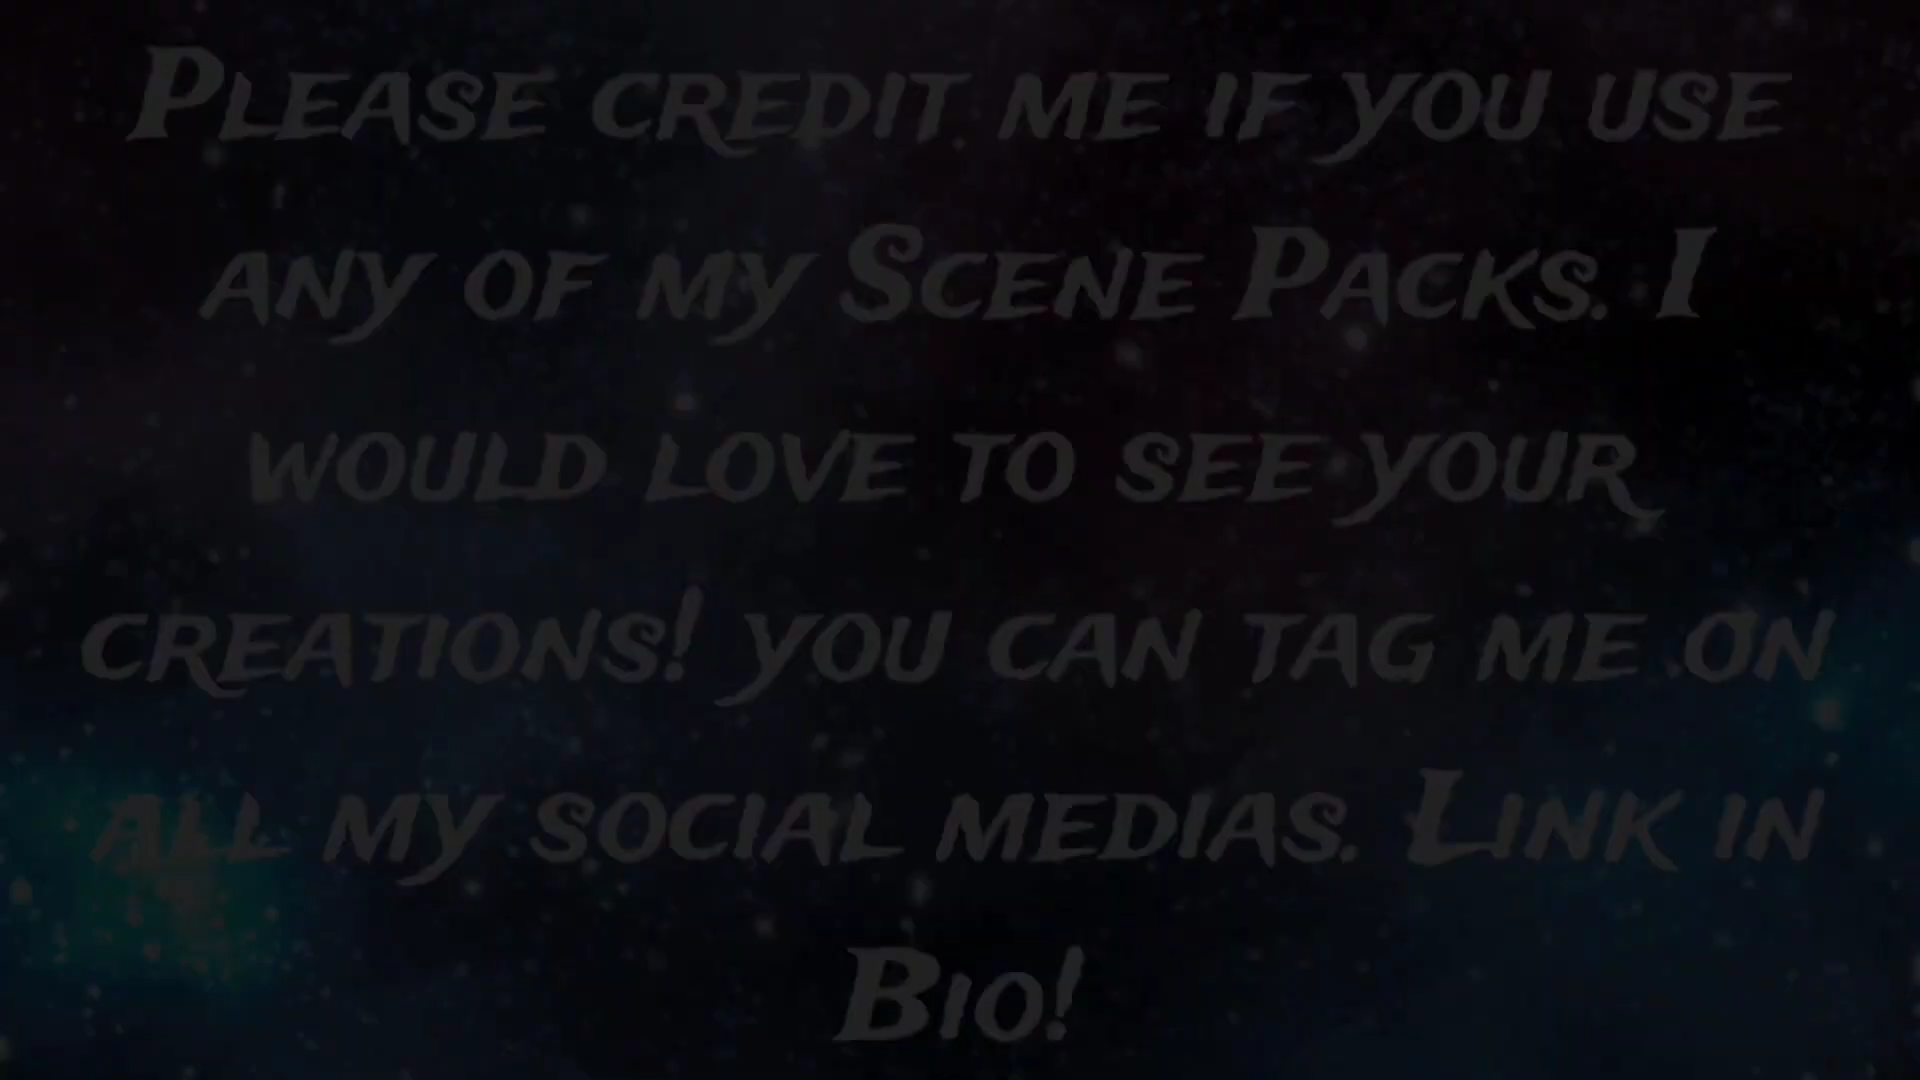 Please credit me if you use
any of my Scene Packs. I
would love to see your
creations! you can tag me on
all my social medias. Link in
Bio!